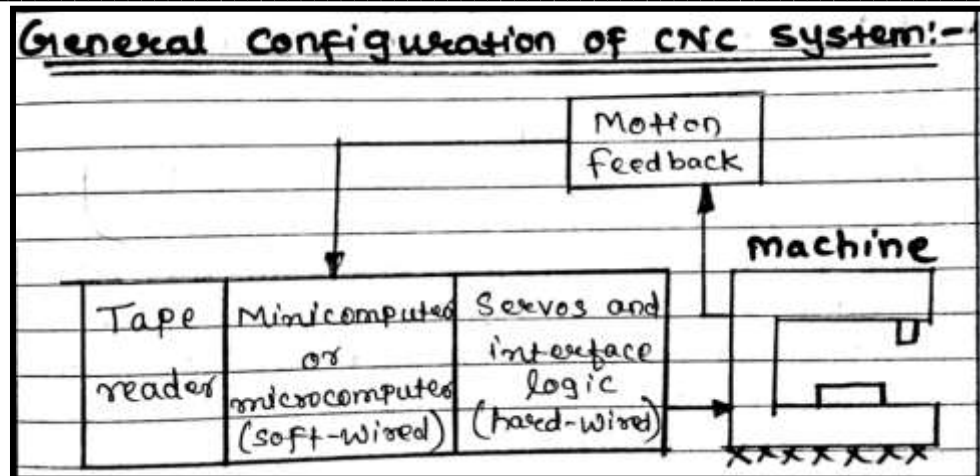 General configuration of CNC system:-
Motion
feedback
machine
Tape
reader
Minicomputer
or
microcomputer
(soft-wired)
Servos and
interface
logic
(hard-wired)